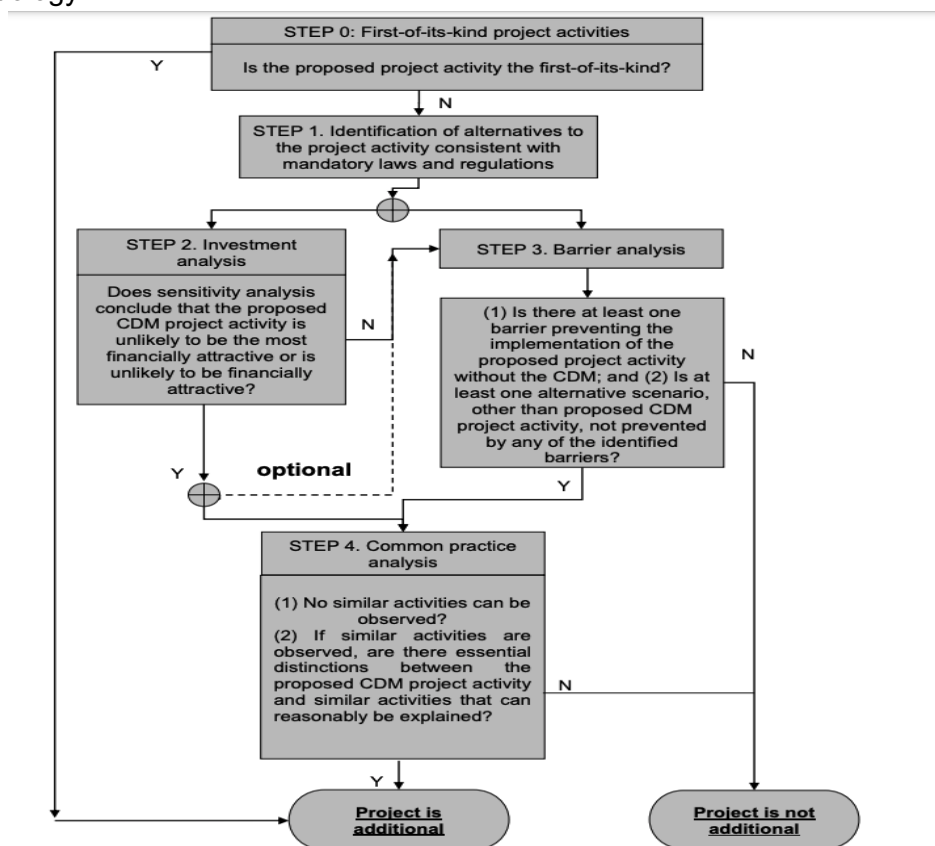 STEP 0: First-of-its-kind project activities
Y
Is the proposed project activity the first-of-its-kind?
N
STEP 1. Identification of alternatives to
the project activity consistent with
mandatory laws and regulations
STEP 2. Investment
analysis
Does sensitivity analysis
conclude that the proposed
CDM project activity is
unlikely to be the most
financially attractive or is
unlikely to be financially
attractive?
N
Y
optional
STEP 3. Barrier analysis
(1) Is there at least one
barrier preventing the
implementation of the
proposed project activity
without the CDM; and (2) Is at
least one alternative scenario,
other than proposed CDM
project activity, not prevented
by any of the identified
barriers?
N
Y
STEP 4. Common practice
analysis
(1) No similar activities can be
observed?
(2) If similar activities are
observed, are there essential
distinctions between the
proposed CDM project activity
and similar activities that can
reasonably be explained?
N
Y
Project is
additional
Project is not
additional